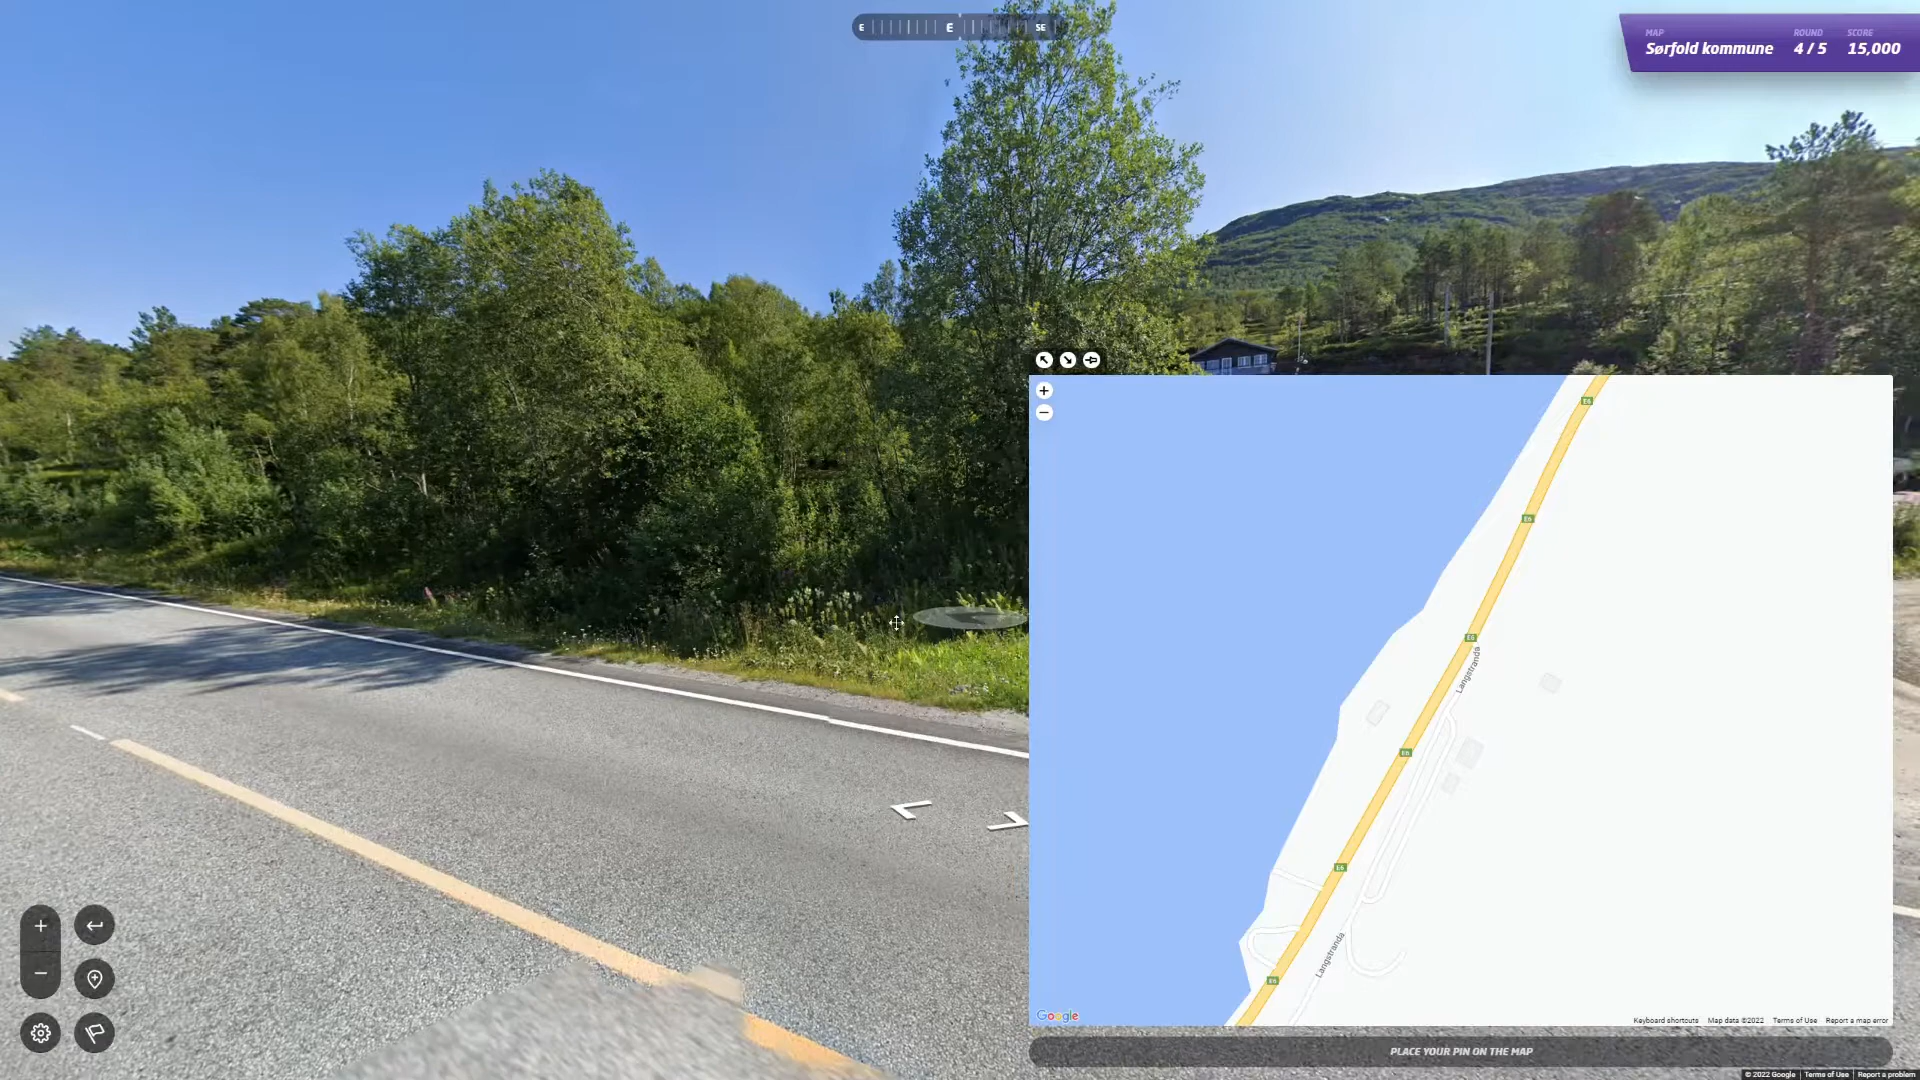 E E SE
MAP ROUND SCORE
Sørfold kommune 4 / 5 15,000
E6
E6
E6
Langstranda
E6
E6
Langstranda
E6
Google
Keyboard shortcuts Map data ©2022 Terms of Use Report a map error
PLACE YOUR PIN ON THE MAP
© 2022 Google Terms of Use Report a problem